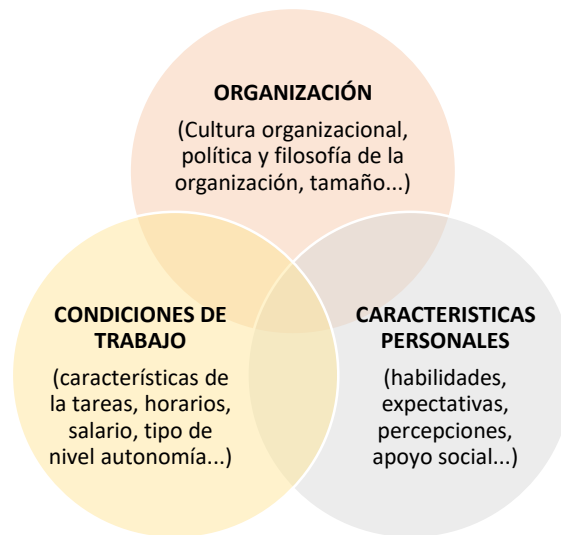 ORGANIZACIÓN
(Cultura organizacional,
política y filosofía de la
organización, tamaño...)
CONDICIONES DE
TRABAJO
(características de
la tareas, horarios,
salario, tipo de
nivel autonomía...)
CARACTERISTICAS
PERSONALES
(habilidades,
expectativas,
percepciones,
apoyo social...)